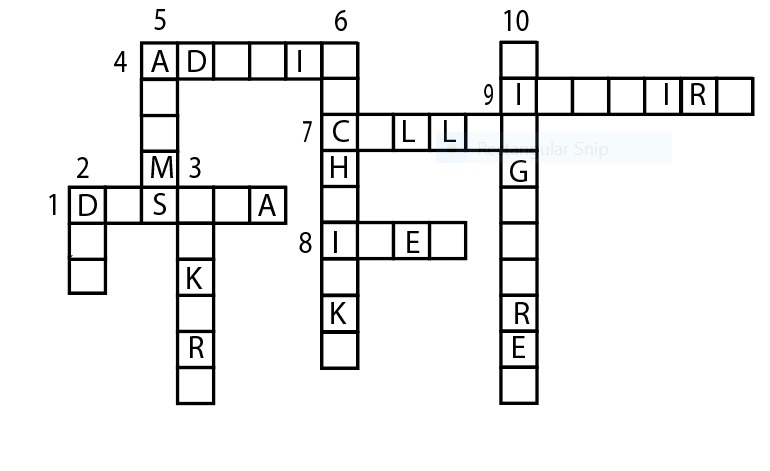 5 6 10
4 A D I
9 I I R
7 C L L
2 M 3 H G
1 D S A
8 I E
K
K R
R E
Rectangular Snip